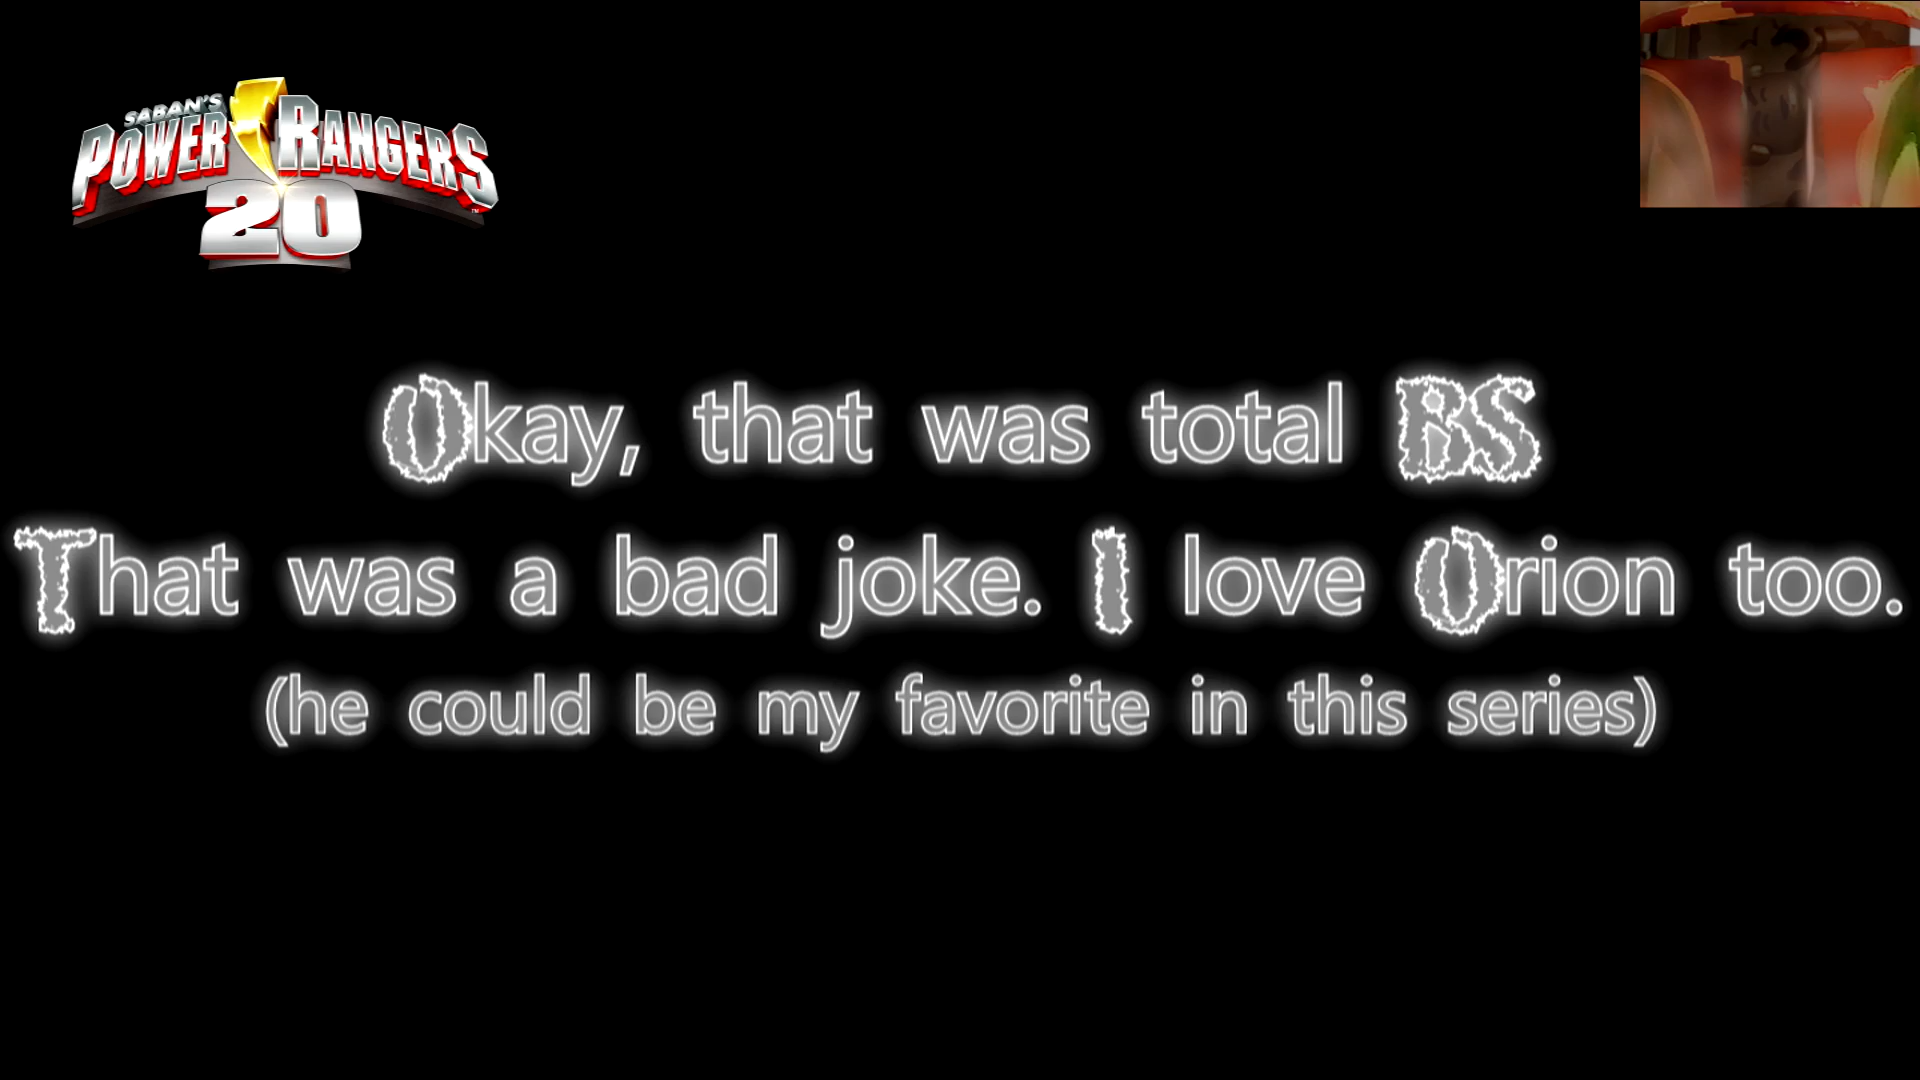 SABAN'S
POWER RANGERS
20
Okay, that was total BS
That was a bad joke. I love Orion too.
(he could be my favorite in this series)